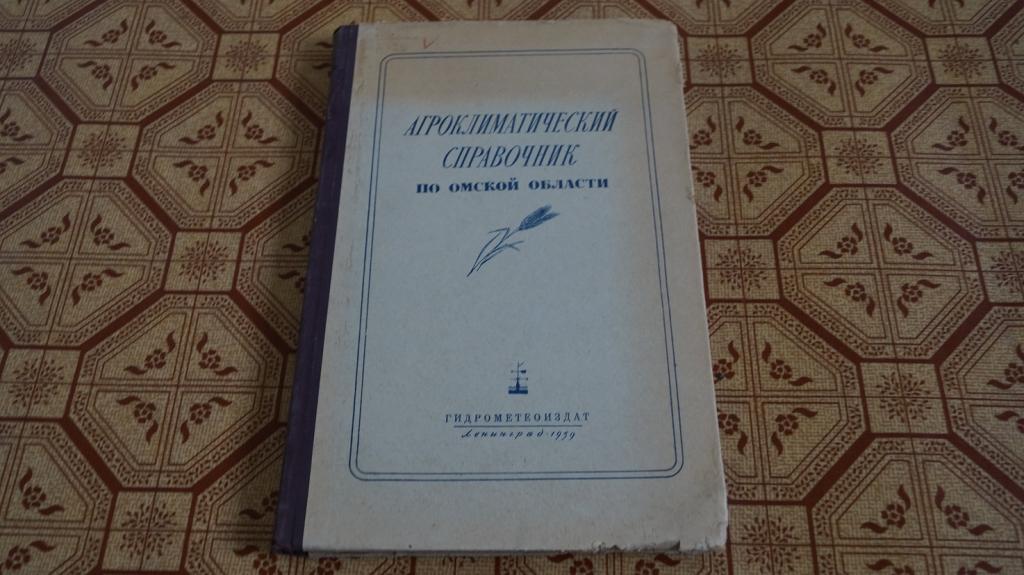 АГРОКЛИМАТИЧЕСКИЙ
СПРАВОЧНИК
ПО ОМСКОЙ ОБЛАСТИ
ГИДРОМЕТЕОИЗДАТ
Ленинград · 1959